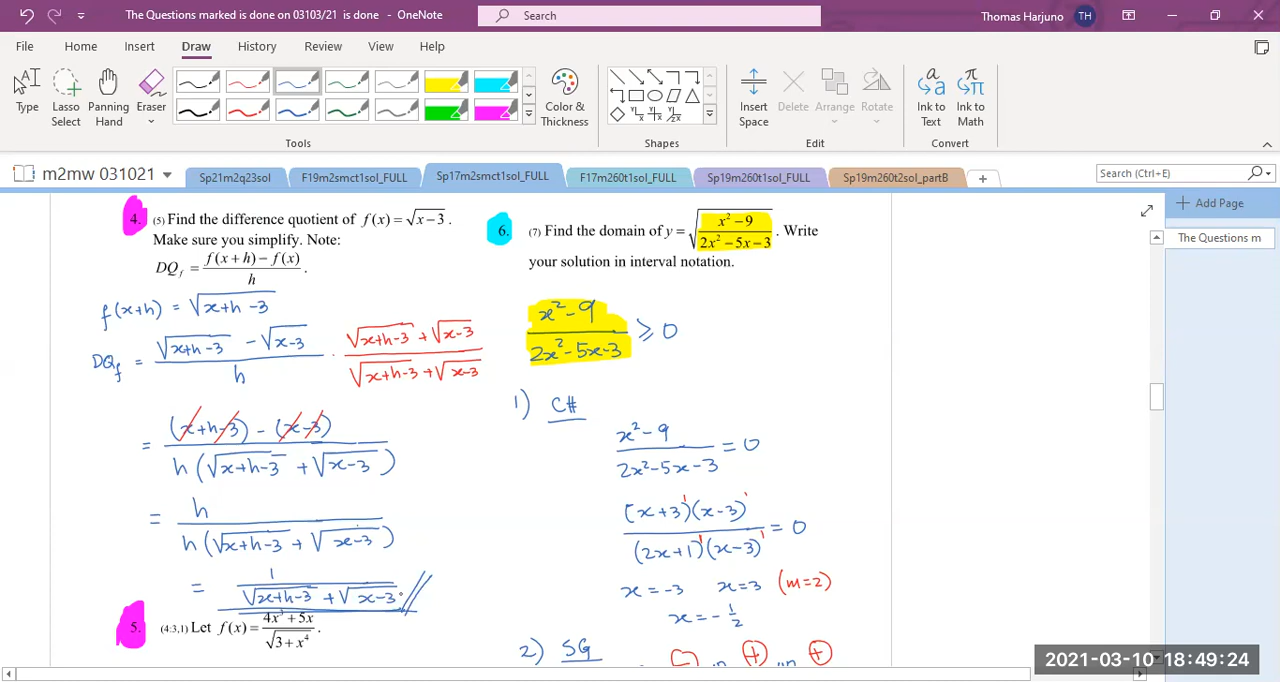 The Questions marked is done on 03103/21 is done - OneNote
Search
Thomas Harjuno TH
File Home Insert Draw History Review View Help
Type
Lasso Select
Panning Hand
Eraser
Color & Thickness
Insert Space
Delete
Arrange
Rotate
Ink to Text
Ink to Math
Tools
Shapes
Edit
Convert
m2mw 031021
Sp21m2q23sol
F19m2smct1sol_FULL
Sp17m2smct1sol_FULL
F17m260t1sol_FULL
Sp19m260t1sol_FULL
Sp19m260t2sol_partB
Search (Ctrl+E)
Add Page
The Questions m
4. (5) Find the difference quotient of f(x) = √(x−3) .
Make sure you simplify. Note:
DQ_f = (f(x+h) − f(x))/h .
f(x+h) = √(x+h−3)
DQ_f = (√(x+h−3) − √(x−3))/h · (√(x+h−3) + √(x−3))/(√(x+h−3) + √(x−3))
= ((x+h−3) − (x−3))/(h(√(x+h−3) + √(x−3)))
= h/(h(√(x+h−3) + √(x−3)))
= 1/(√(x+h−3) + √(x−3))
5. (4:3,1) Let f(x) = (4x³ + 5x)/√(3 + x⁴) .
6. (7) Find the domain of y = √((x² − 9)/(2x² − 5x − 3)) . Write
your solution in interval notation.
(x² − 9)/(2x² − 5x − 3) ≥ 0
1) C#
(x² − 9)/(2x² − 5x − 3) = 0
((x+3)¹(x−3)¹)/((2x+1)¹(x−3)¹) = 0
x = −3 x = 3 (m=2)
x = −1/2
2) SG
− + +
2021-03-10 18:49:24